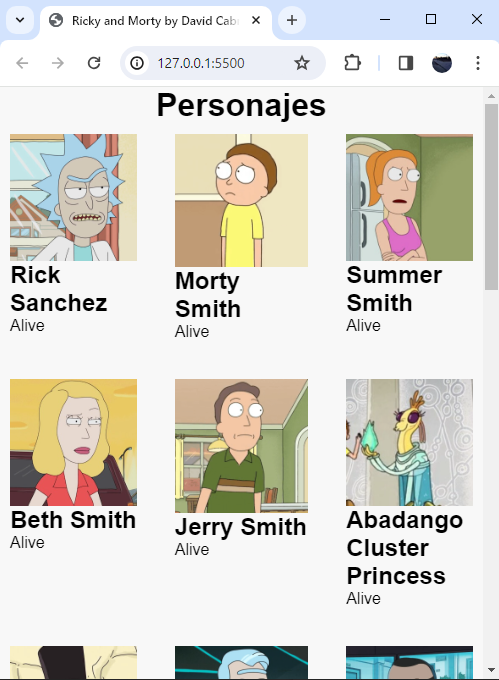 Ricky and Morty by David Cab
127.0.0.1:5500
Personajes
Rick
Sanchez
Alive
Morty
Smith
Alive
Summer
Smith
Alive
Beth Smith
Alive
Jerry Smith
Alive
Abadango
Cluster
Princess
Alive